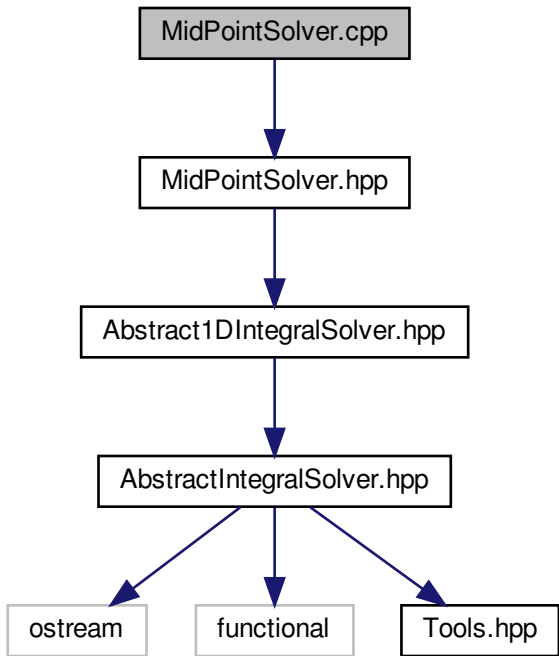 MidPointSolver.cpp
MidPointSolver.hpp
Abstract1DIntegralSolver.hpp
AbstractIntegralSolver.hpp
ostream
functional
Tools.hpp